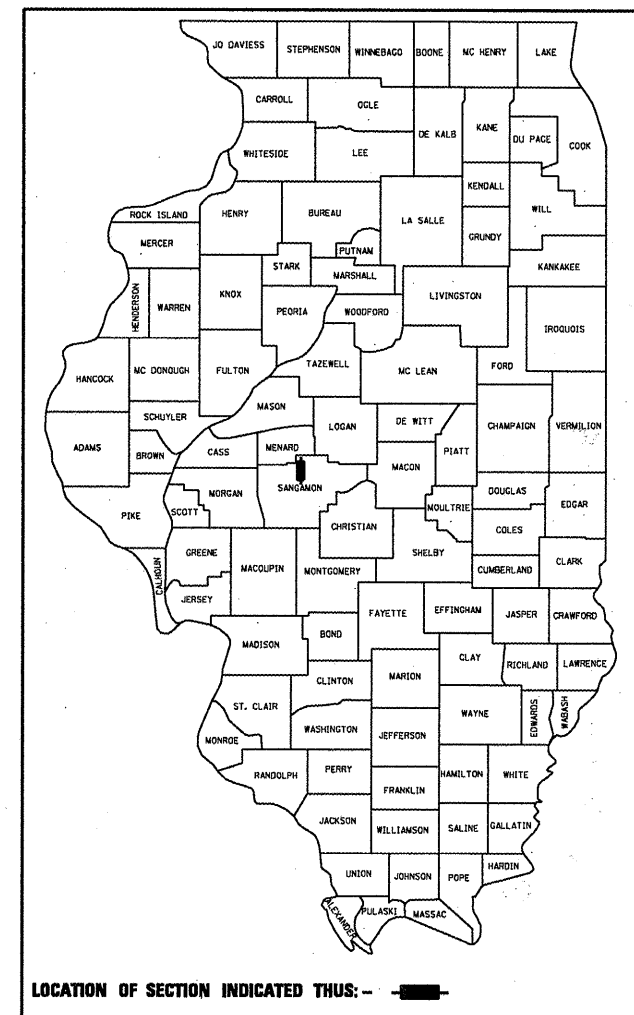 JO DAVIESS STEPHENSON WINNEBAGO BOONE MC HENRY LAKE
CARROLL OGLE DE KALB KANE DU PAGE COOK
WHITESIDE LEE
KENDALL
ROCK ISLAND HENRY BUREAU LA SALLE WILL
MERCER PUTNAM GRUNDY
STARK MARSHALL KANKAKEE
HENDERSON WARREN KNOX PEORIA WOODFORD LIVINGSTON IROQUOIS
HANCOCK MC DONOUGH FULTON TAZEWELL MC LEAN FORD
SCHUYLER MASON LOGAN DE WITT CHAMPAIGN VERMILION
ADAMS BROWN CASS MENARD MACON PIATT
PIKE SCOTT MORGAN SANGAMON CHRISTIAN MOULTRIE DOUGLAS EDGAR
COLES
CALHOUN GREENE MACOUPIN MONTGOMERY SHELBY CUMBERLAND CLARK
JERSEY FAYETTE EFFINGHAM JASPER CRAWFORD
MADISON BOND CLAY RICHLAND LAWRENCE
CLINTON MARION
ST. CLAIR WAYNE EDWARDS WABASH
MONROE WASHINGTON JEFFERSON
RANDOLPH PERRY HAMILTON WHITE
FRANKLIN
JACKSON WILLIAMSON SALINE GALLATIN
UNION JOHNSON POPE HARDIN
ALEXANDER PULASKI MASSAC
LOCATION OF SECTION INDICATED THUS:-